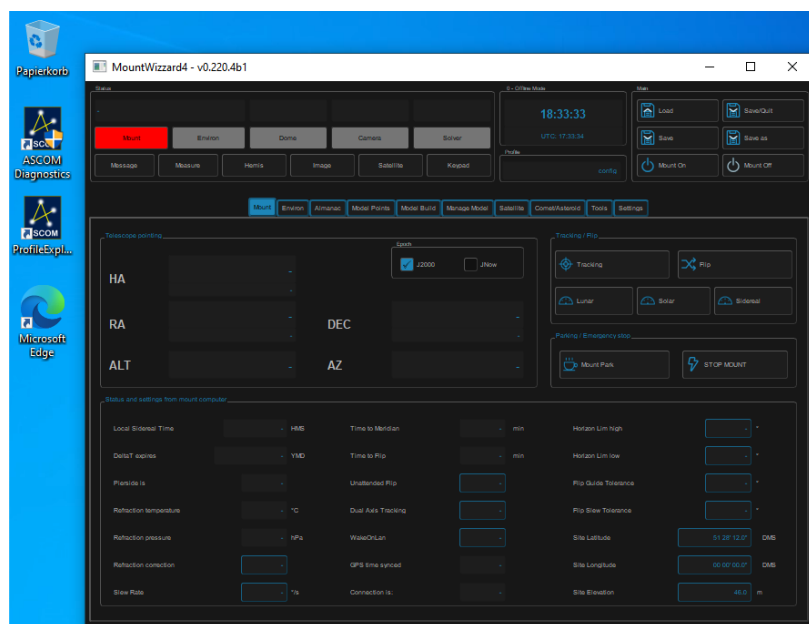 Papierkorb
ASCOM
Diagnostics
ASCOM
ProfileExpl...
Microsoft
Edge
MountWizzard4 - v0.220.4b1
Status
0 - Offline Mode
Main
-
18:33:33
UTC: 17:33:34
Load
Save/Quit
Mount
Environ
Dome
Camera
Solver
Save
Save as
Message
Measure
Hemis
Image
Satellite
Keypad
Profile
config
Mount On
Mount Off
Mount
Environ
Almanac
Model Points
Model Build
Manage Model
Satellite
Comet/Asteroid
Tools
Settings
Telescope pointing
Epoch
J2000
JNow
HA
-
-
RA
-
-
DEC
-
-
ALT
-
AZ
-
Tracking / Flip
Tracking
Flip
Lunar
Solar
Sidereal
Parking / Emergency stop
Mount Park
STOP MOUNT
Status and settings from mount computer
Local Sidereal Time - HMS
Time to Meridian - min
Horizon Lim high - °
DeltaT expires - YMD
Time to Flip - min
Horizon Lim low - °
Pierside is -
Unattended Flip -
Flip Guide Tolerance - °
Refraction temperature - °C
Dual Axis Tracking -
Flip Slew Tolerance - °
Refraction pressure - hPa
WakeOnLan -
Site Latitude 51 28' 12.0" DMS
Refraction correction -
GPS time synced -
Site Longitude 00 00' 00.0" DMS
Slew Rate - °/s
Connection is: -
Site Elevation 46.0 m